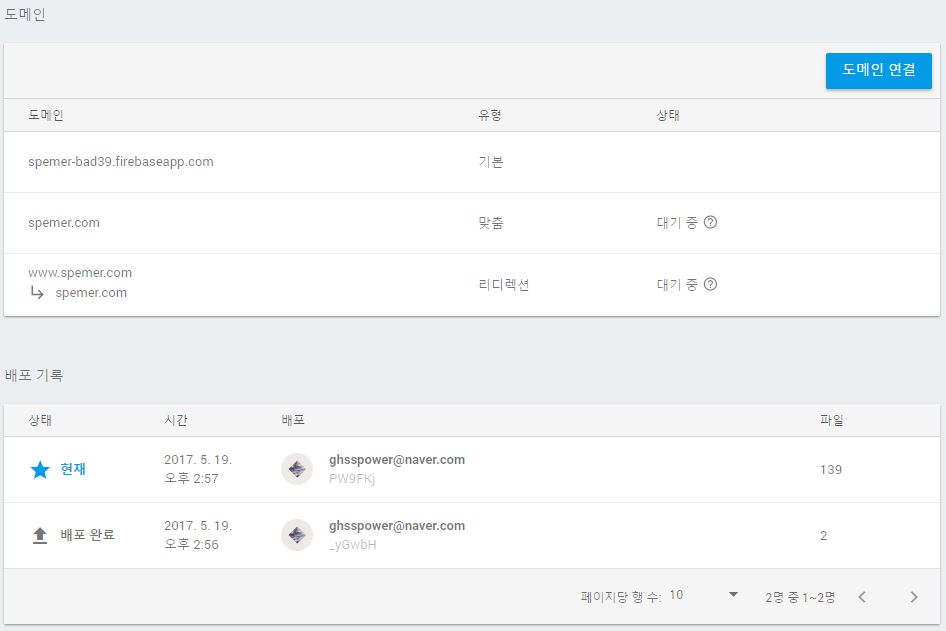 도메인
도메인 연결
도메인 유형 상태
spemer-bad39.firebaseapp.com 기본
spemer.com 맞춤 대기 중
www.spemer.com
spemer.com
리디렉션 대기 중
배포 기록
상태 시간 배포 파일
현재 2017. 5. 19. 오후 2:57 ghsspower@naver.com PW9FKj 139
배포 완료 2017. 5. 19. 오후 2:56 ghsspower@naver.com _yGwbH 2
페이지당 행 수: 10 2명 중 1~2명